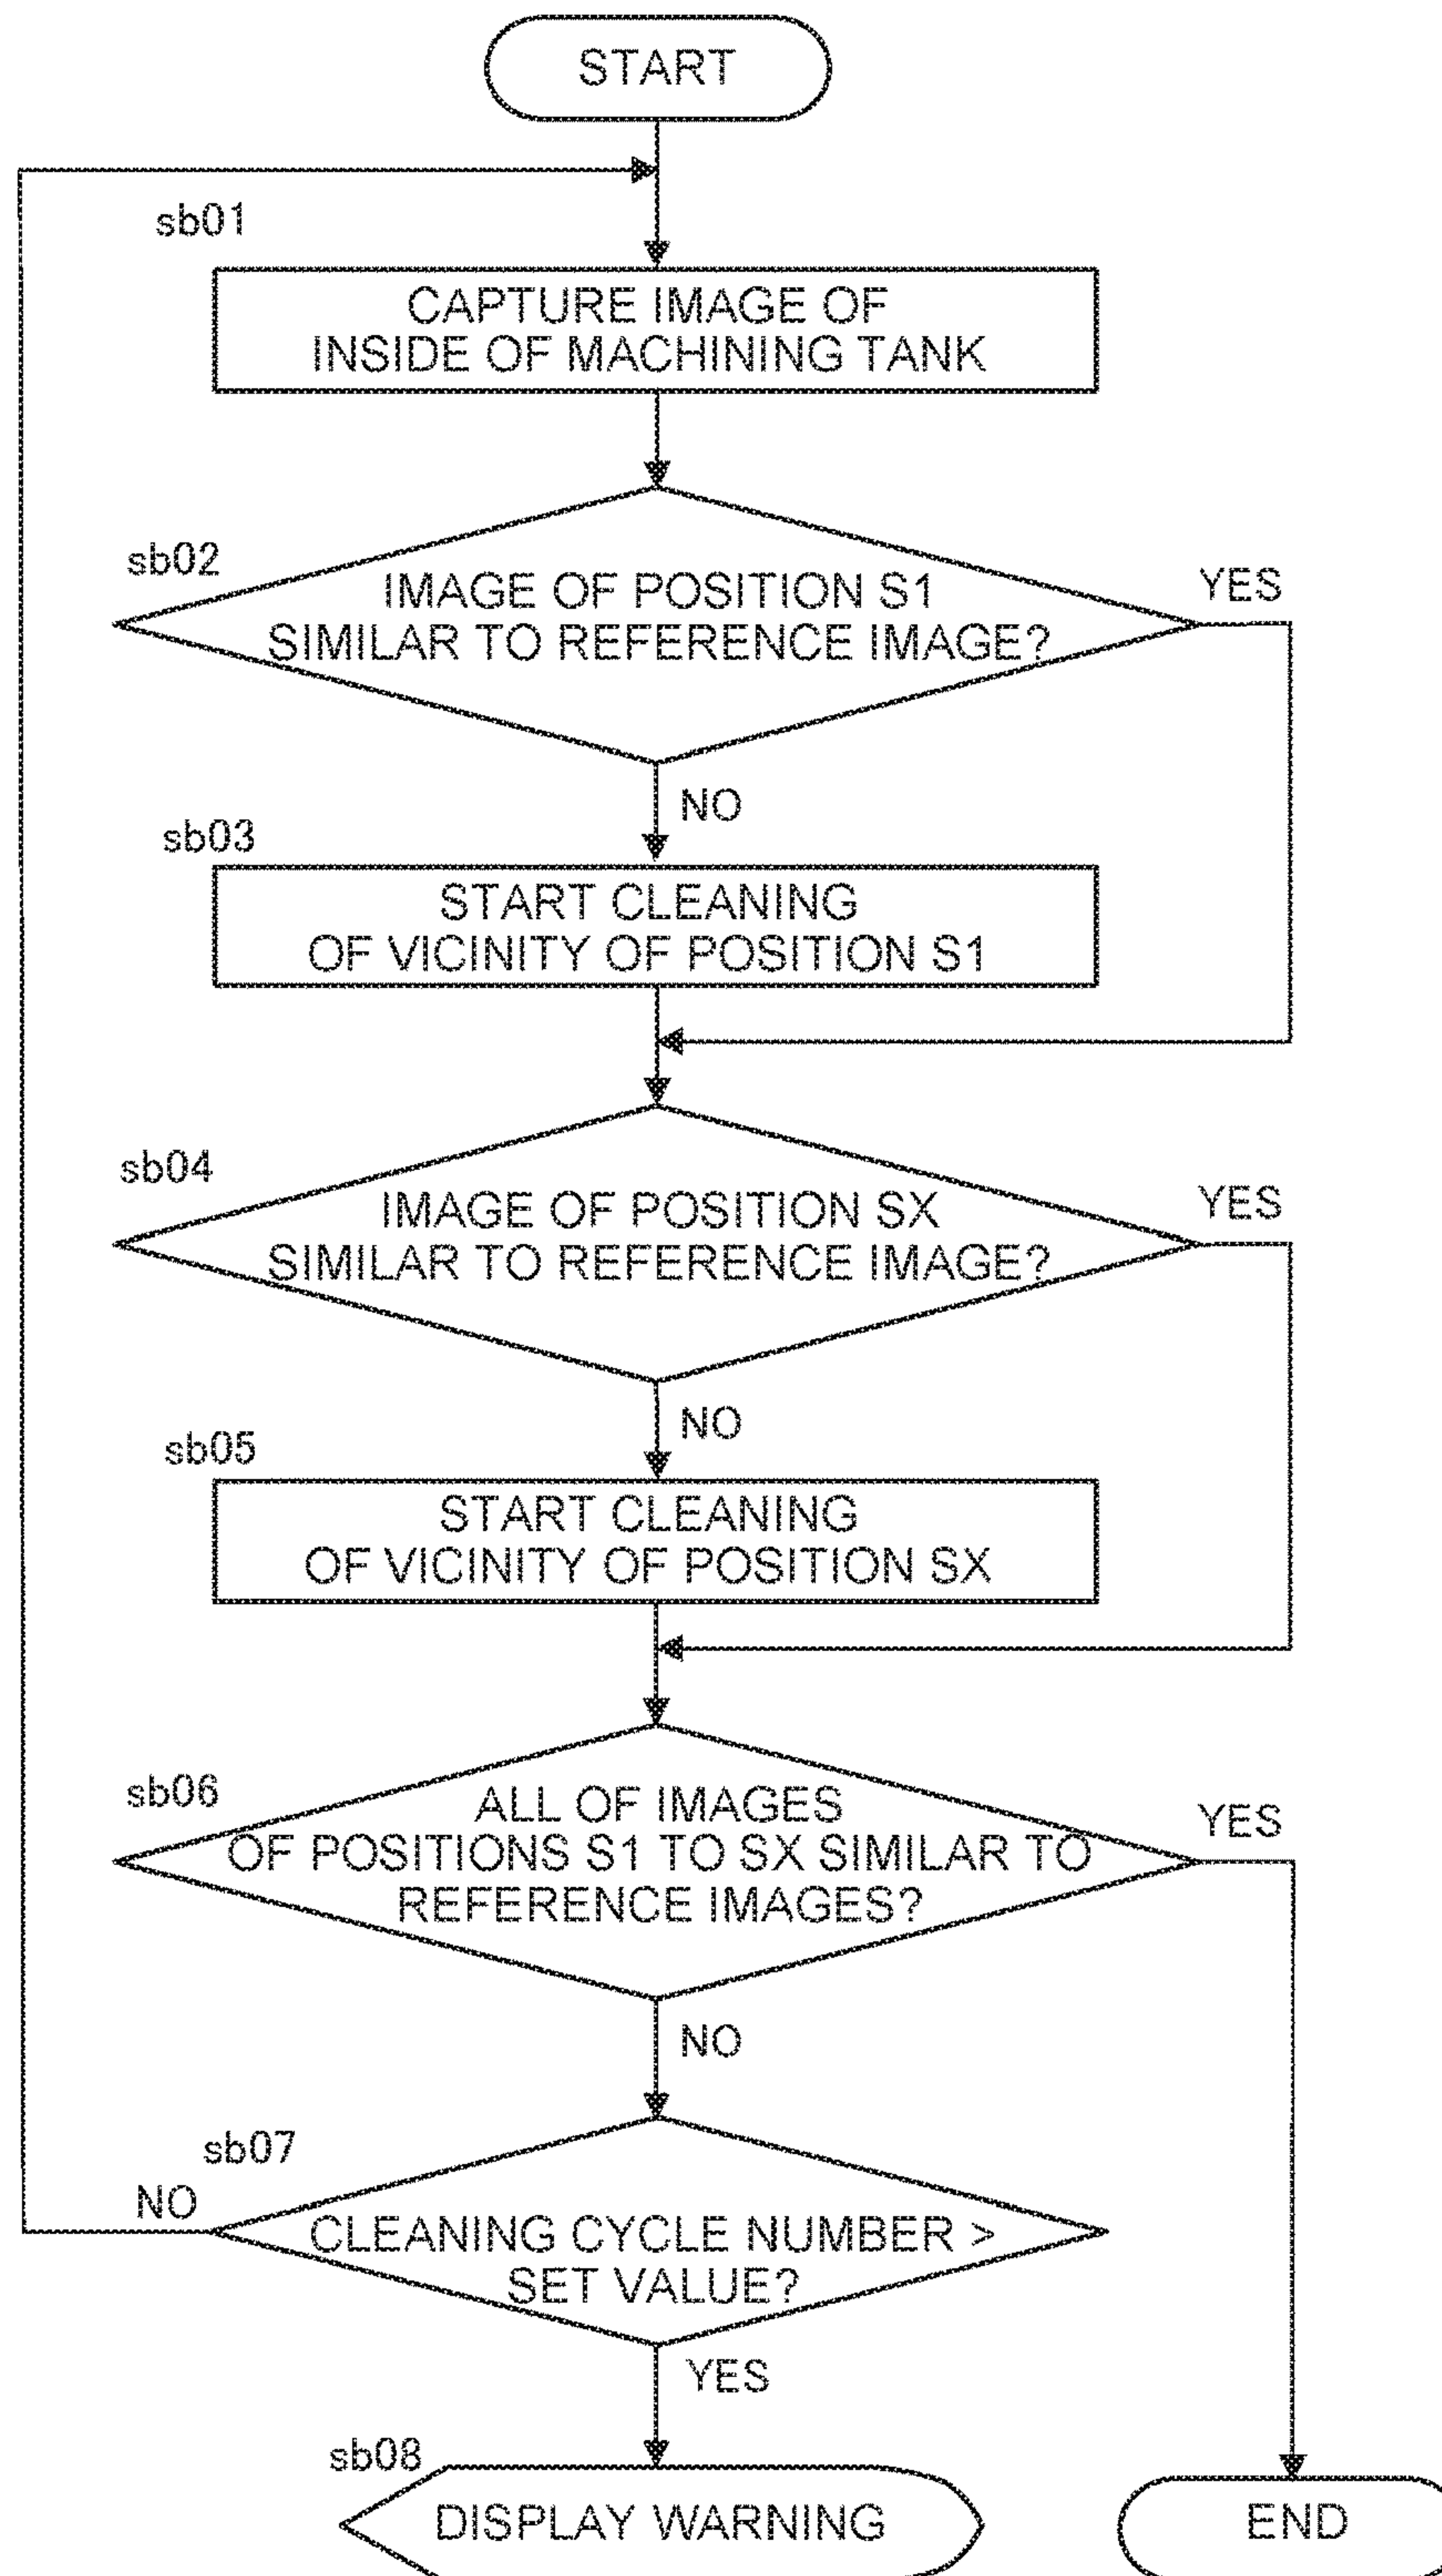 START
sb01
CAPTURE IMAGE OF
INSIDE OF MACHINING TANK
sb02
IMAGE OF POSITION S1
SIMILAR TO REFERENCE IMAGE?
YES
NO
sb03
START CLEANING
OF VICINITY OF POSITION S1
sb04
IMAGE OF POSITION SX
SIMILAR TO REFERENCE IMAGE?
YES
NO
sb05
START CLEANING
OF VICINITY OF POSITION SX
sb06
ALL OF IMAGES
OF POSITIONS S1 TO SX SIMILAR TO
REFERENCE IMAGES?
YES
NO
sb07
NO
CLEANING CYCLE NUMBER >
SET VALUE?
YES
sb08
DISPLAY WARNING
END